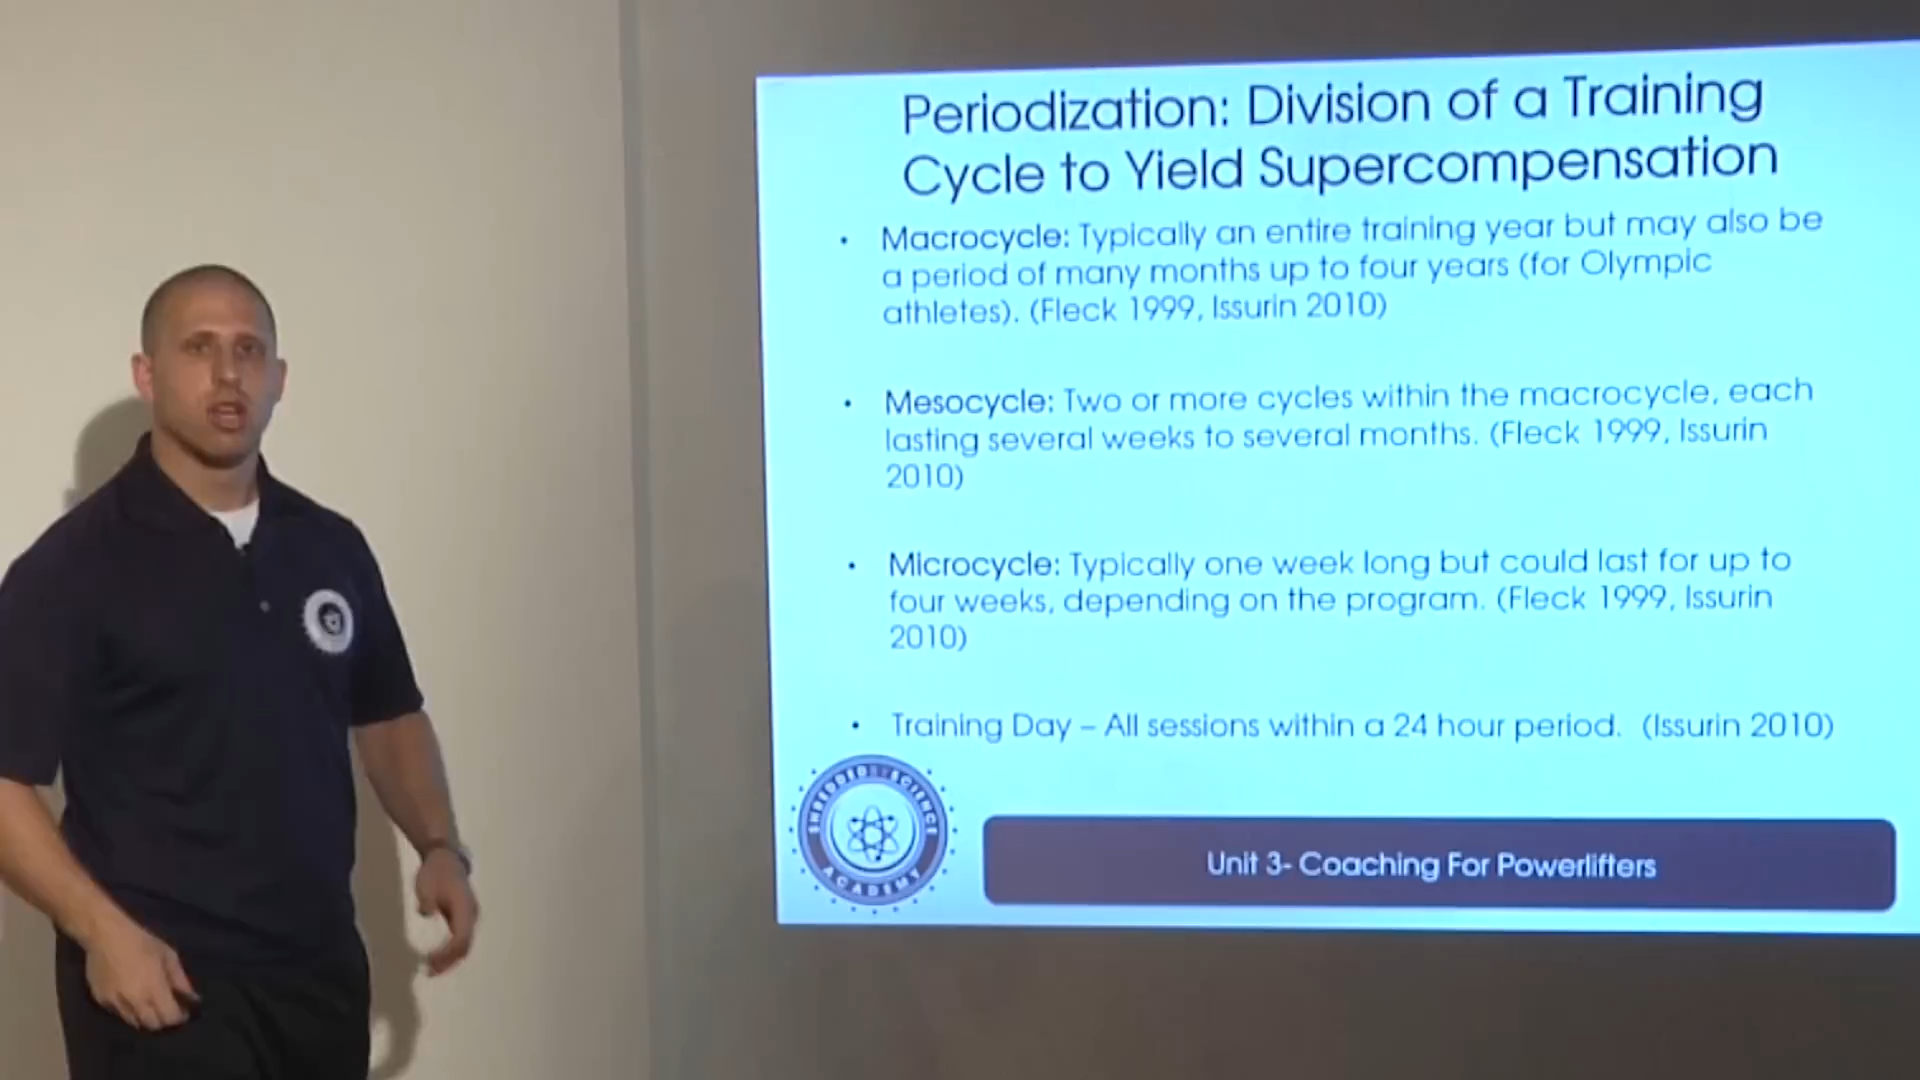 Periodization: Division of a Training
Cycle to Yield Supercompensation
• Macrocycle: Typically an entire training year but may also be
a period of many months up to four years (for Olympic
athletes). (Fleck 1999, Issurin 2010)
• Mesocycle: Two or more cycles within the macrocycle, each
lasting several weeks to several months. (Fleck 1999, Issurin
2010)
• Microcycle: Typically one week long but could last for up to
four weeks, depending on the program. (Fleck 1999, Issurin
2010)
• Training Day – All sessions within a 24 hour period. (Issurin 2010)
SHREDDEDBYSCIENCE
ACADEMY
Unit 3- Coaching For Powerlifters